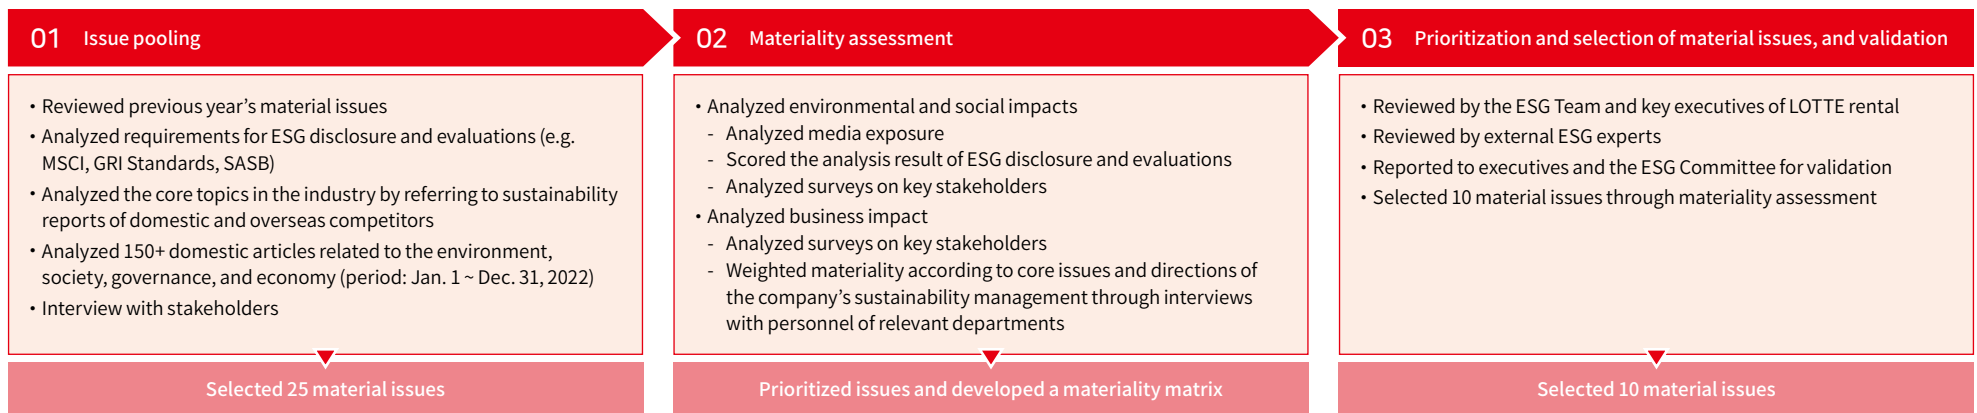 01 Issue pooling
• Reviewed previous year's material issues
• Analyzed requirements for ESG disclosure and evaluations (e.g.
MSCI, GRI Standards, SASB)
• Analyzed the core topics in the industry by referring to sustainability
reports of domestic and overseas competitors
• Analyzed 150+ domestic articles related to the environment,
society, governance, and economy (period: Jan. 1 ~ Dec. 31, 2022)
• Interview with stakeholders
Selected 25 material issues
02 Materiality assessment
• Analyzed environmental and social impacts
- Analyzed media exposure
- Scored the analysis result of ESG disclosure and evaluations
- Analyzed surveys on key stakeholders
• Analyzed business impact
- Analyzed surveys on key stakeholders
- Weighted materiality according to core issues and directions of
the company's sustainability management through interviews
with personnel of relevant departments
Prioritized issues and developed a materiality matrix
03 Prioritization and selection of material issues, and validation
• Reviewed by the ESG Team and key executives of LOTTE rental
• Reviewed by external ESG experts
• Reported to executives and the ESG Committee for validation
• Selected 10 material issues through materiality assessment
Selected 10 material issues